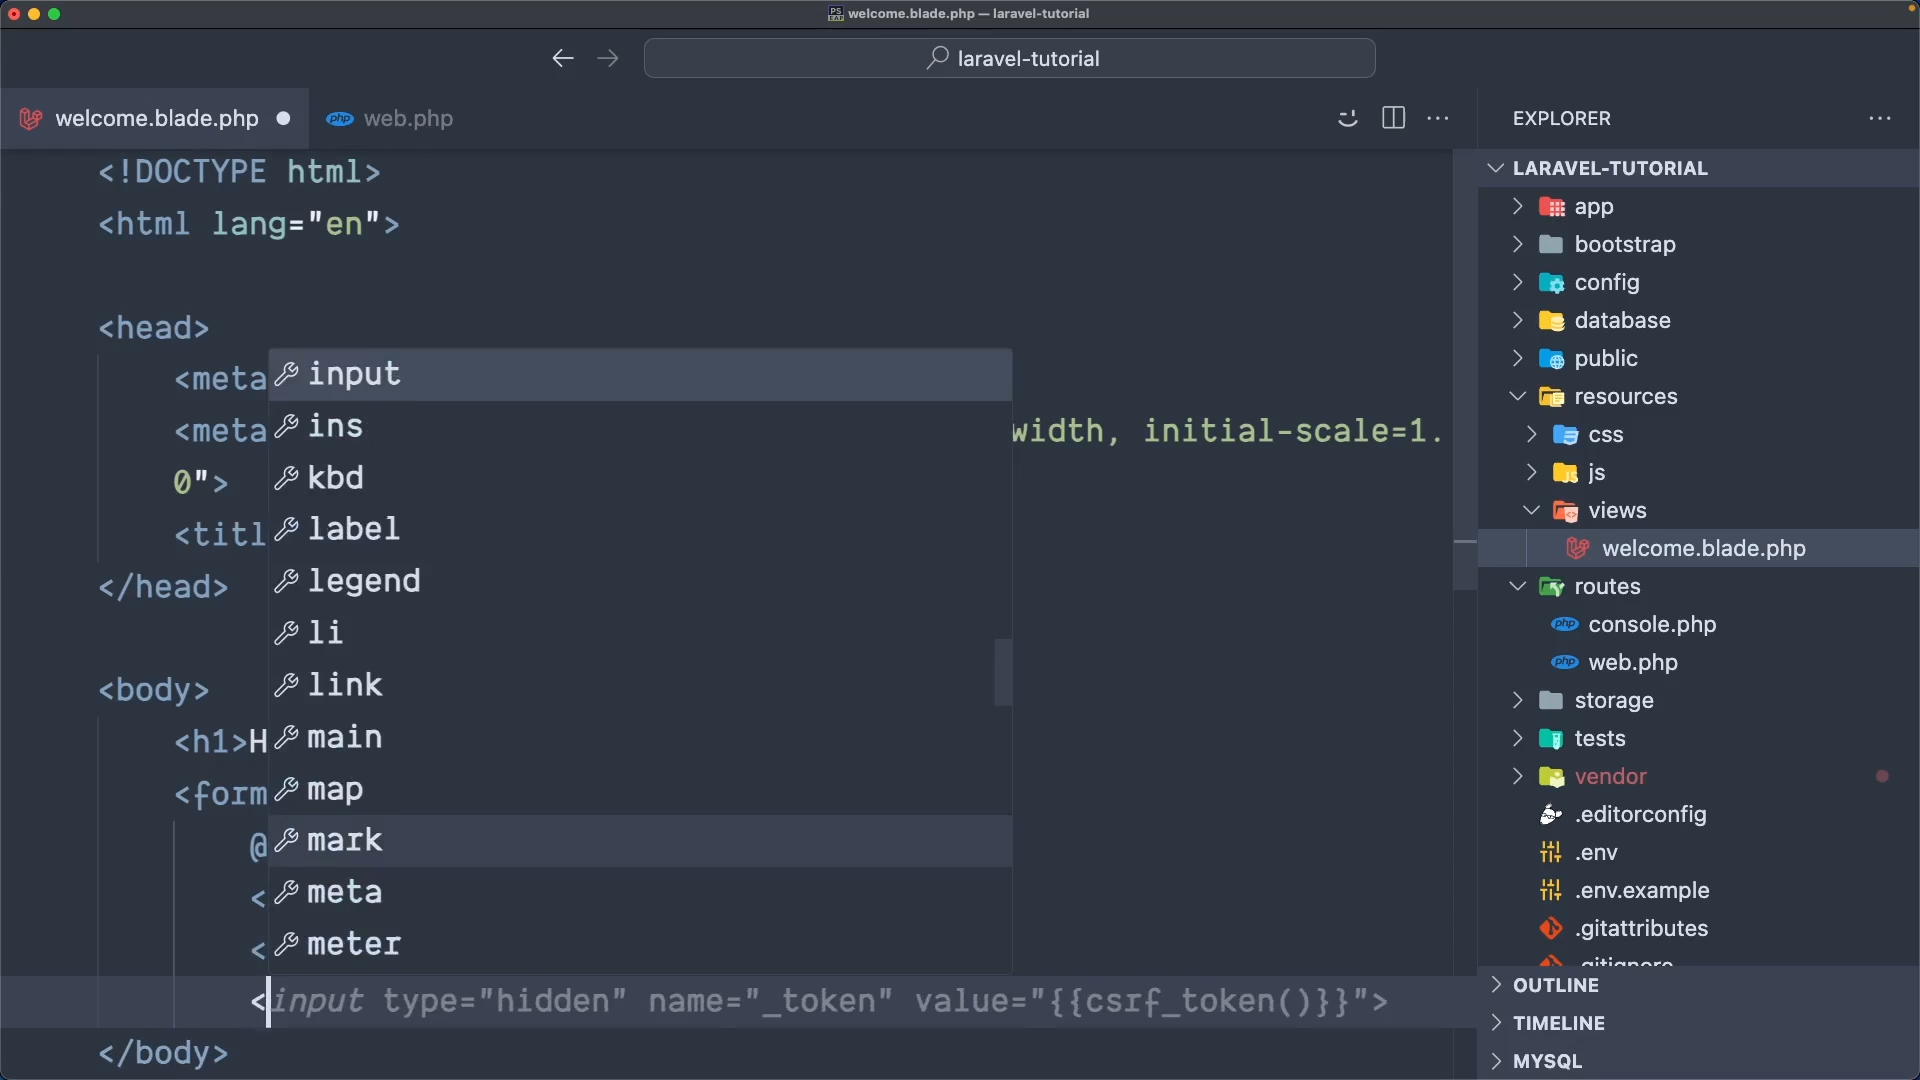 welcome.blade.php — laravel-tutorial
laravel-tutorial
welcome.blade.php
php web.php
<!DOCTYPE html>
<html lang="en">
<head>
<meta
<meta width, initial-scale=1.
0">
<titl
</head>
<body>
<h1>H
<form
@
<
<
<input type="hidden" name="_token" value="{{csrf_token()}}">
</body>
input
ins
kbd
label
legend
li
link
main
map
mark
meta
meter
EXPLORER
LARAVEL-TUTORIAL
app
bootstrap
config
database
public
resources
css
js
views
welcome.blade.php
routes
php console.php
php web.php
storage
tests
vendor
.editorconfig
.env
.env.example
.gitattributes
.gitignore
OUTLINE
TIMELINE
MYSQL